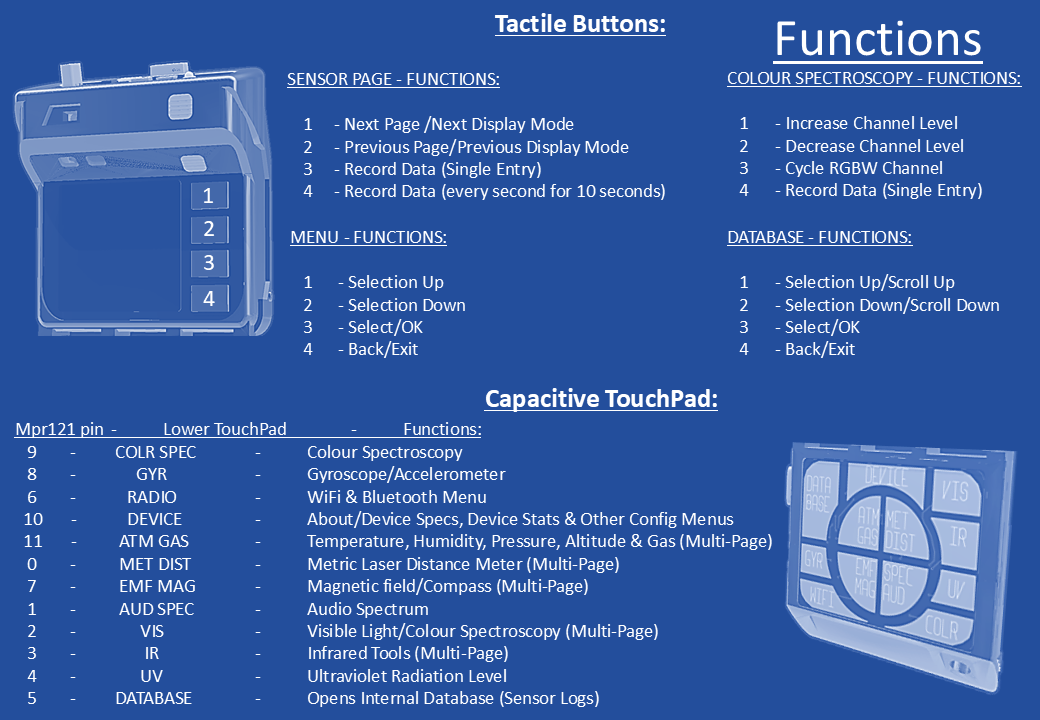 Functions
Tactile Buttons:
SENSOR PAGE - FUNCTIONS:
1 - Next Page /Next Display Mode
2 - Previous Page/Previous Display Mode
3 - Record Data (Single Entry)
4 - Record Data (every second for 10 seconds)
COLOUR SPECTROSCOPY - FUNCTIONS:
1 - Increase Channel Level
2 - Decrease Channel Level
3 - Cycle RGBW Channel
4 - Record Data (Single Entry)
1
2
3
4
MENU - FUNCTIONS:
1 - Selection Up
2 - Selection Down
3 - Select/OK
4 - Back/Exit
DATABASE - FUNCTIONS:
1 - Selection Up/Scroll Up
2 - Selection Down/Scroll Down
3 - Select/OK
4 - Back/Exit
Capacitive TouchPad:
Mpr121 pin - Lower TouchPad - Functions:
9 - COLR SPEC - Colour Spectroscopy
8 - GYR - Gyroscope/Accelerometer
6 - RADIO - WiFi & Bluetooth Menu
10 - DEVICE - About/Device Specs, Device Stats & Other Config Menus
11 - ATM GAS - Temperature, Humidity, Pressure, Altitude & Gas (Multi-Page)
0 - MET DIST - Metric Laser Distance Meter (Multi-Page)
7 - EMF MAG - Magnetic field/Compass (Multi-Page)
1 - AUD SPEC - Audio Spectrum
2 - VIS - Visible Light/Colour Spectroscopy (Multi-Page)
3 - IR - Infrared Tools (Multi-Page)
4 - UV - Ultraviolet Radiation Level
5 - DATABASE - Opens Internal Database (Sensor Logs)
DATA
BASE
DEVICE
VIS
ATM
GAS
MET
DIST
IR
GYR
EMF
MAG
SPEC
AUD
UV
WIFI
COLR